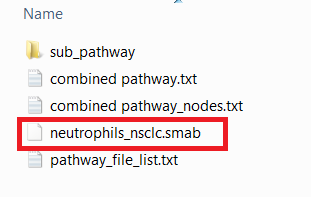 Name
sub_pathway
combined pathway.txt
combined pathway_nodes.txt
neutrophils_nsclc.smab
pathway_file_list.txt